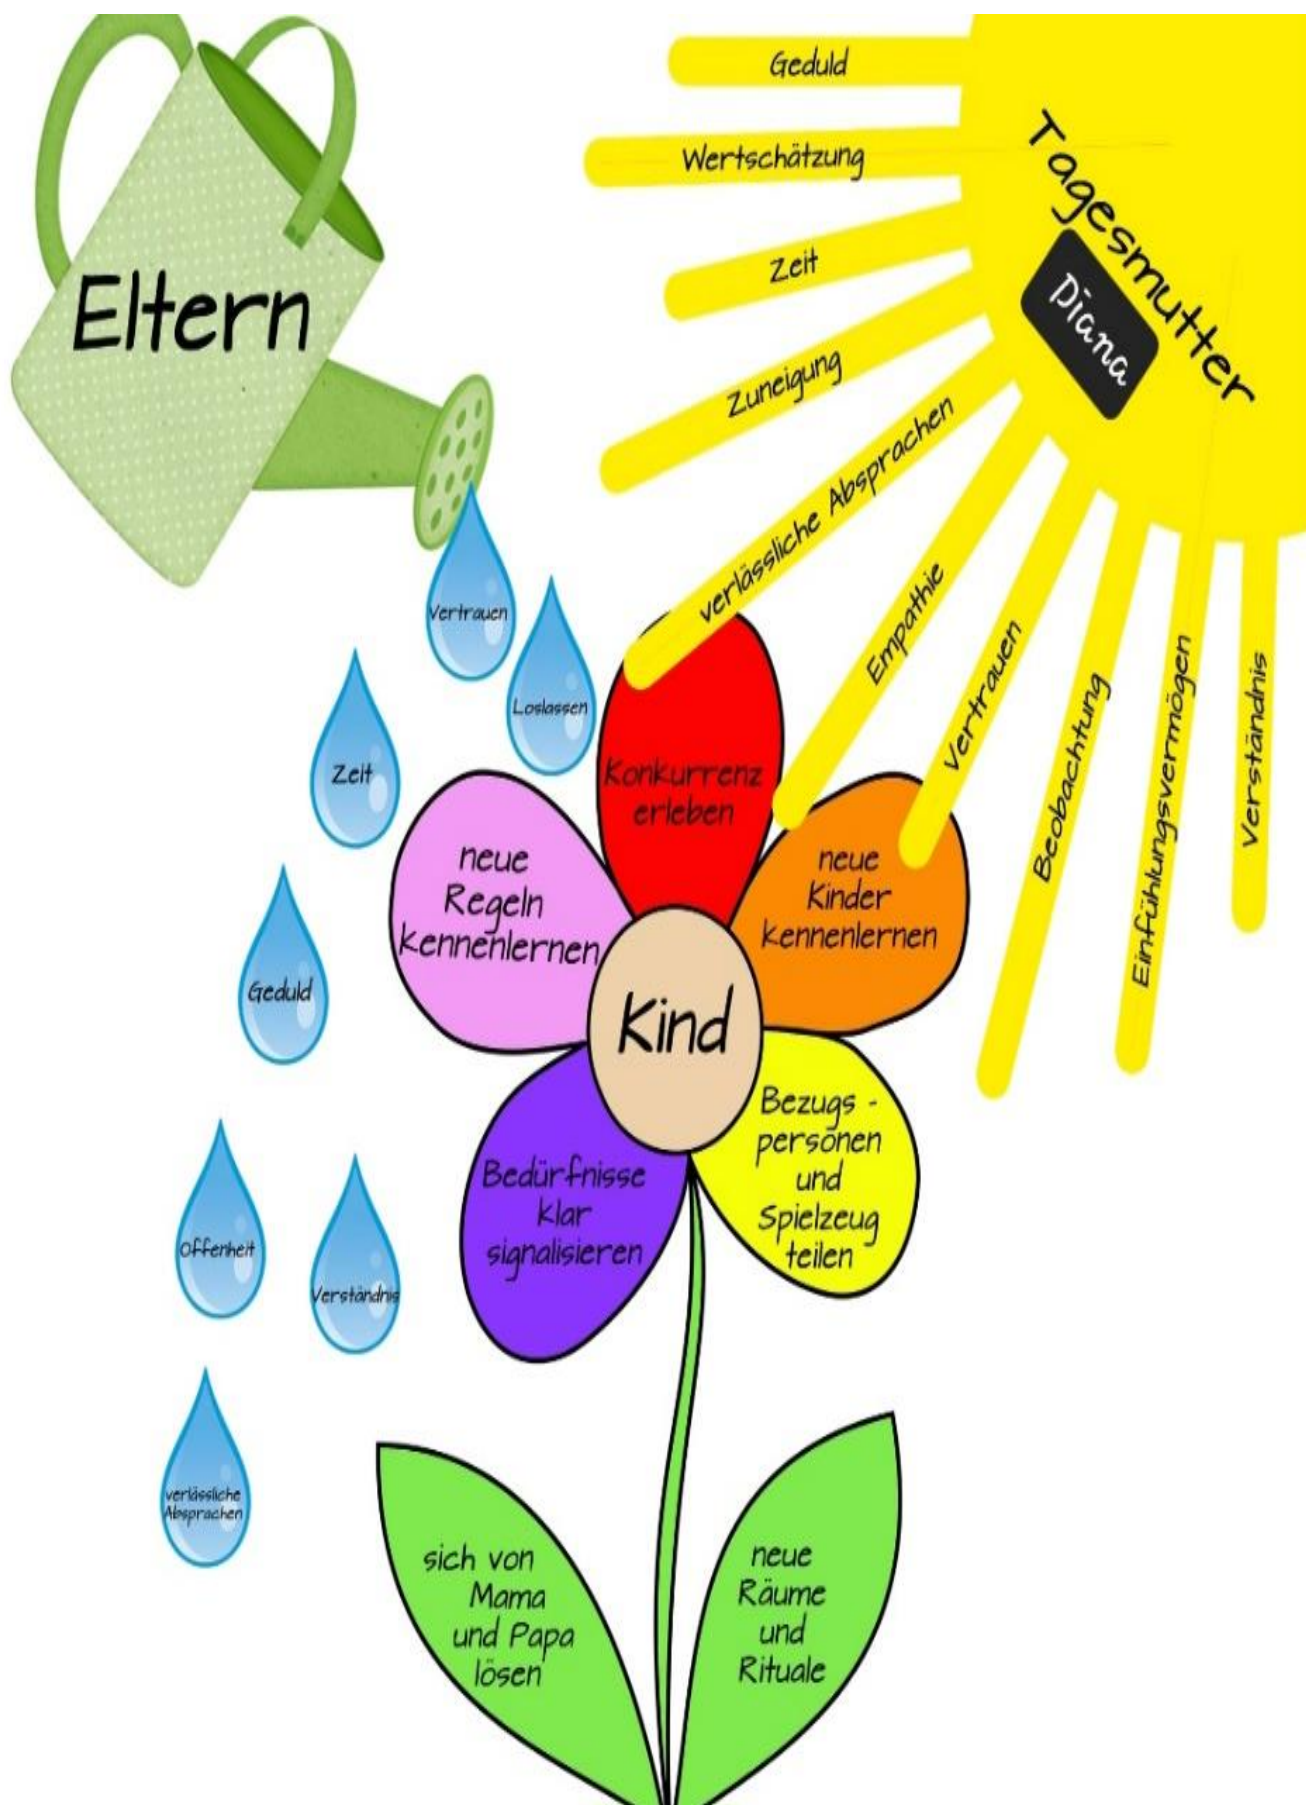 Eltern
Geduld
Wertschätzung
Zeit
Zuneigung
verlässliche Absprachen
Empathie
Vertrauen
Beobachtung
Einfühlungsvermögen
Verständnis
Tagesmutter
Diana
Vertrauen
Loslassen
Zeit
Geduld
Offenheit
Verständnis
verlässliche
Absprachen
Konkurrenz
erleben
neue
Regeln
kennenlernen
neue
Kinder
kennenlernen
Kind
Bedürfnisse
klar
signalisieren
Bezugs -
personen
und
Spielzeug
teilen
sich von
Mama
und Papa
lösen
neue
Räume
und
Rituale